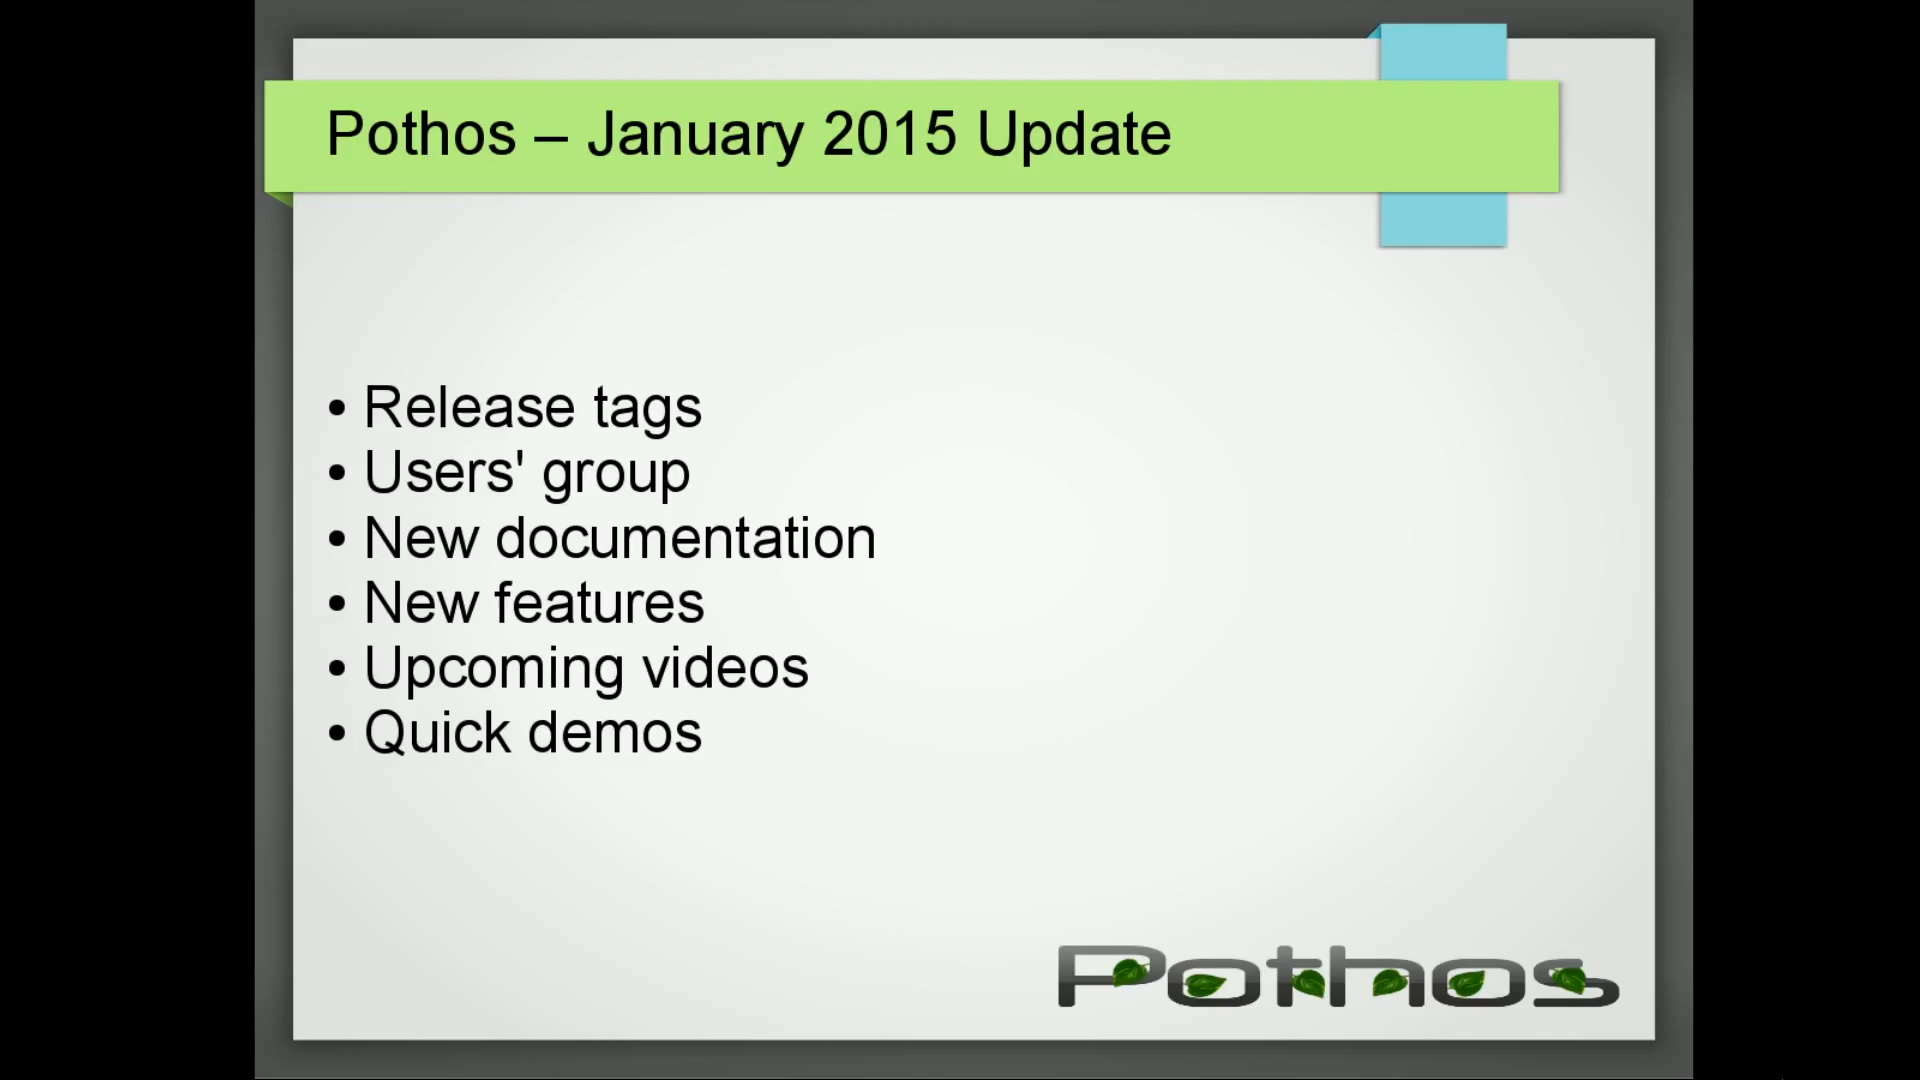 Pothos – January 2015 Update
• Release tags
• Users' group
• New documentation
• New features
• Upcoming videos
• Quick demos
Pothos